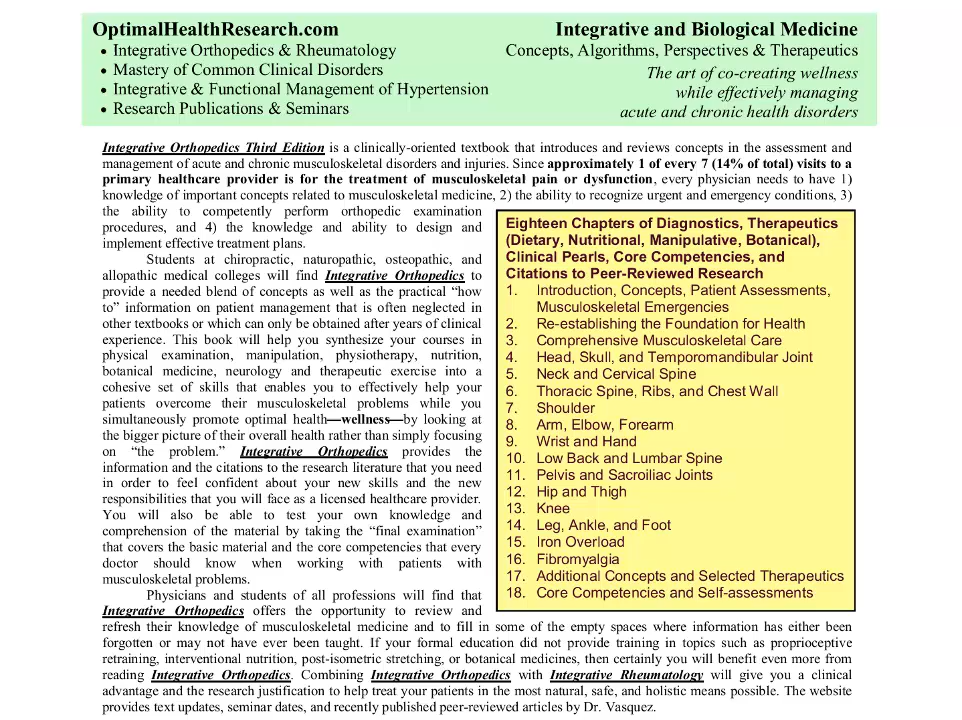 OptimalHealthResearch.com
• Integrative Orthopedics & Rheumatology
• Mastery of Common Clinical Disorders
• Integrative & Functional Management of Hypertension
• Research Publications & Seminars
Integrative and Biological Medicine
Concepts, Algorithms, Perspectives & Therapeutics
The art of co-creating wellness
while effectively managing
acute and chronic health disorders
Integrative Orthopedics Third Edition is a clinically-oriented textbook that introduces and reviews concepts in the assessment and
management of acute and chronic musculoskeletal disorders and injuries. Since approximately 1 of every 7 (14% of total) visits to a
primary healthcare provider is for the treatment of musculoskeletal pain or dysfunction, every physician needs to have 1)
knowledge of important concepts related to musculoskeletal medicine, 2) the ability to recognize urgent and emergency conditions, 3)
the ability to competently perform orthopedic examination
procedures, and 4) the knowledge and ability to design and
implement effective treatment plans.
Students at chiropractic, naturopathic, osteopathic, and
allopathic medical colleges will find Integrative Orthopedics to
provide a needed blend of concepts as well as the practical “how
to” information on patient management that is often neglected in
other textbooks or which can only be obtained after years of clinical
experience. This book will help you synthesize your courses in
physical examination, manipulation, physiotherapy, nutrition,
botanical medicine, neurology and therapeutic exercise into a
cohesive set of skills that enables you to effectively help your
patients overcome their musculoskeletal problems while you
simultaneously promote optimal health—wellness—by looking at
the bigger picture of their overall health rather than simply focusing
on “the problem.” Integrative Orthopedics provides the
information and the citations to the research literature that you need
in order to feel confident about your new skills and the new
responsibilities that you will face as a licensed healthcare provider.
You will also be able to test your own knowledge and
comprehension of the material by taking the “final examination”
that covers the basic material and the core competencies that every
doctor should know when working with patients with
musculoskeletal problems.
Physicians and students of all professions will find that
Integrative Orthopedics offers the opportunity to review and
refresh their knowledge of musculoskeletal medicine and to fill in some of the empty spaces where information has either been
forgotten or may not have ever been taught. If your formal education did not provide training in topics such as proprioceptive
retraining, interventional nutrition, post-isometric stretching, or botanical medicines, then certainly you will benefit even more from
reading Integrative Orthopedics. Combining Integrative Orthopedics with Integrative Rheumatology will give you a clinical
advantage and the research justification to help treat your patients in the most natural, safe, and holistic means possible. The website
provides text updates, seminar dates, and recently published peer-reviewed articles by Dr. Vasquez.
Eighteen Chapters of Diagnostics, Therapeutics
(Dietary, Nutritional, Manipulative, Botanical),
Clinical Pearls, Core Competencies, and
Citations to Peer-Reviewed Research
1. Introduction, Concepts, Patient Assessments,
Musculoskeletal Emergencies
2. Re-establishing the Foundation for Health
3. Comprehensive Musculoskeletal Care
4. Head, Skull, and Temporomandibular Joint
5. Neck and Cervical Spine
6. Thoracic Spine, Ribs, and Chest Wall
7. Shoulder
8. Arm, Elbow, Forearm
9. Wrist and Hand
10. Low Back and Lumbar Spine
11. Pelvis and Sacroiliac Joints
12. Hip and Thigh
13. Knee
14. Leg, Ankle, and Foot
15. Iron Overload
16. Fibromyalgia
17. Additional Concepts and Selected Therapeutics
18. Core Competencies and Self-assessments